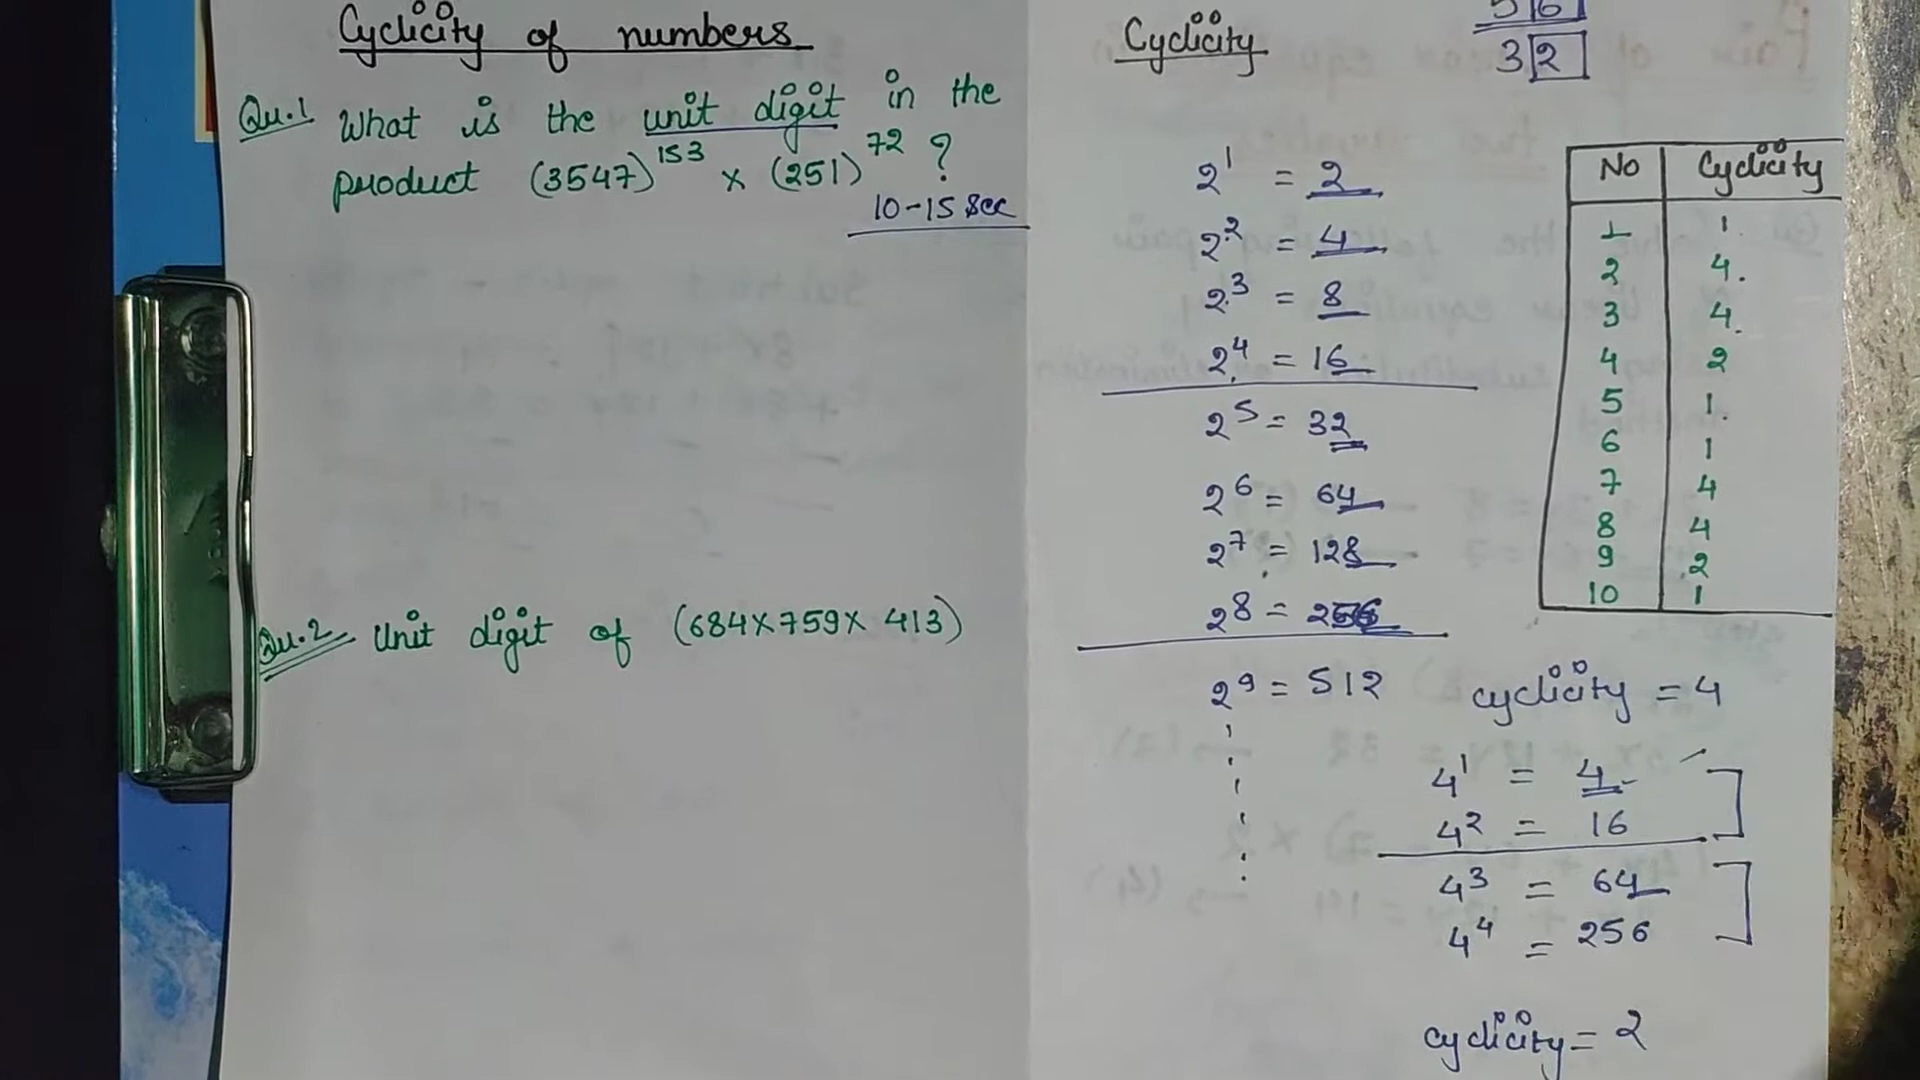 Cyclicity of numbers
Qu.1 What is the unit digit in the
product (3547)^153 × (251)^72 ?
10-15 Sec
Qu.2 Unit digit of (684×759×413)
Cyclicity
56
32
2^1 = 2
2^2 = 4
2^3 = 8
2^4 = 16
2^5 = 32
2^6 = 64
2^7 = 128
2^8 = 256
2^9 = 512
No Cyclicity
1 1
2 4
3 4
4 2
5 1
6 1
7 4
8 4
9 2
10 1
cyclicity = 4
4^1 = 4
4^2 = 16
4^3 = 64
4^4 = 256
cyclicity = 2